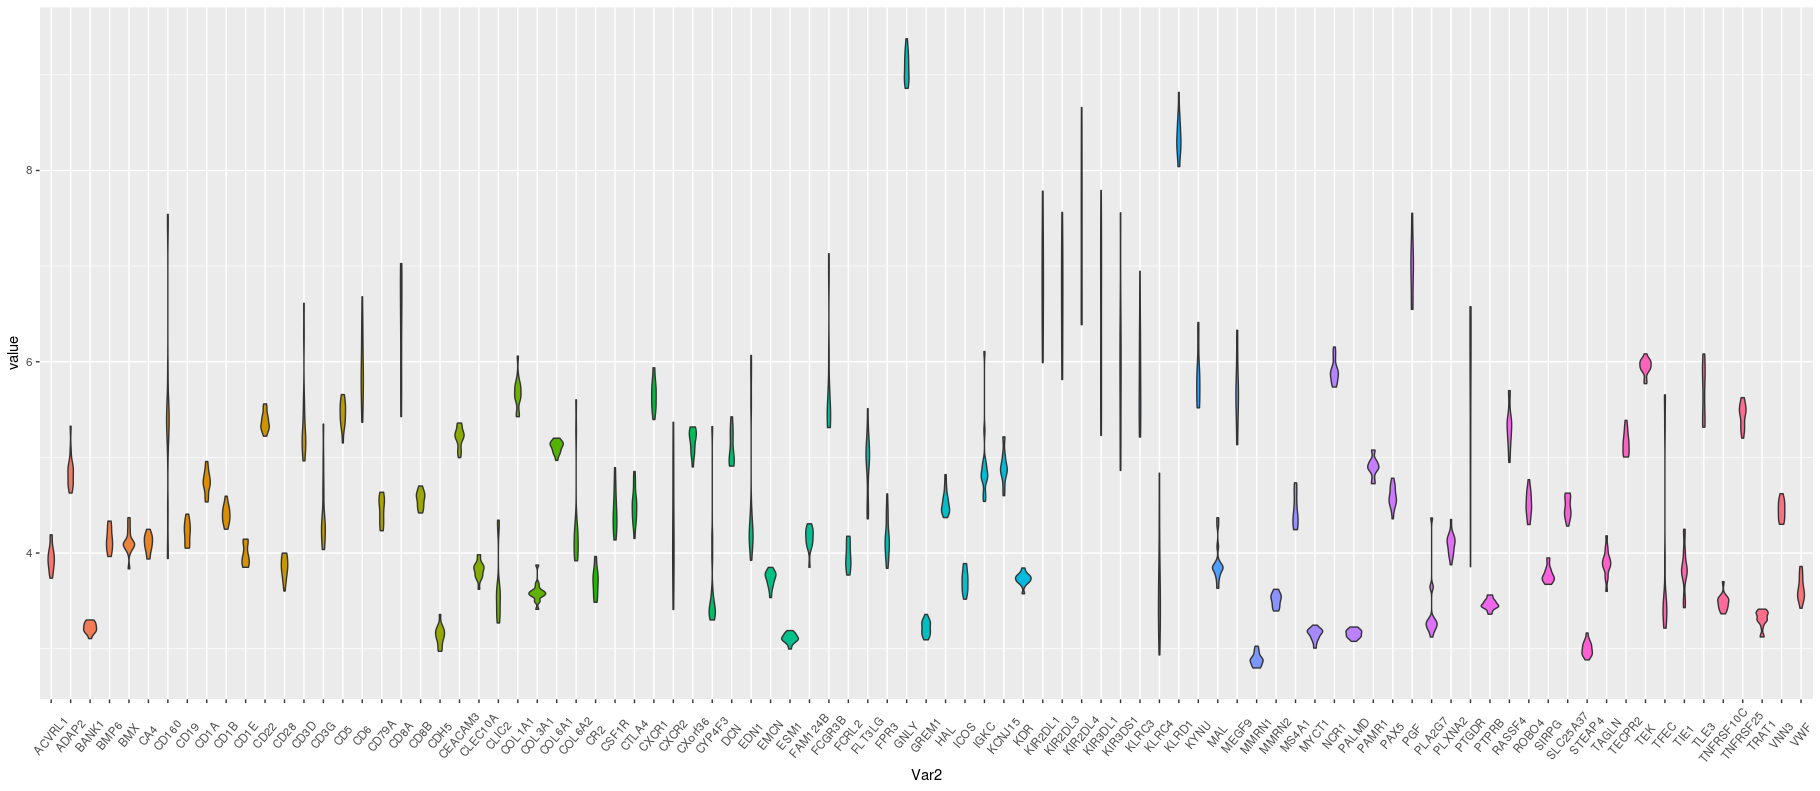 8
6
4
value
ACVRL1
ADAP2
BANK1
BMP6
BMX
CA4
CD160
CD19
CD1A
CD1B
CD1E
CD22
CD28
CD3D
CD3G
CD5
CD6
CD79A
CD8A
CD8B
CDH5
CEACAM3
CLEC10A
CLIC2
COL1A1
COL3A1
COL6A1
COL6A2
CR2
CSF1R
CTLA4
CXCR1
CXCR2
CXorf36
CYP4F3
DCN
EDN1
EMCN
ESM1
FAM124B
FCGR3B
FCRL2
FLT3LG
FPR3
GNLY
GREM1
HAL
ICOS
IGKC
KCNJ15
KDR
KIR2DL1
KIR2DL3
KIR2DL4
KIR3DL1
KIR3DS1
KLRC3
KLRC4
KLRD1
KYNU
MAL
MEGF9
MMRN1
MMRN2
MS4A1
MYCT1
NCR1
PALMD
PAMR1
PAX5
PGF
PLA2G7
PLXNA2
PTGDR
PTPRB
RASSF4
ROBO4
SIRPG
SLC25A37
STEAP4
TAGLN
TECPR2
TEK
TFEC
TIE1
TLE3
TNFRSF10C
TNFRSF25
TRAT1
VNN3
VWF
Var2